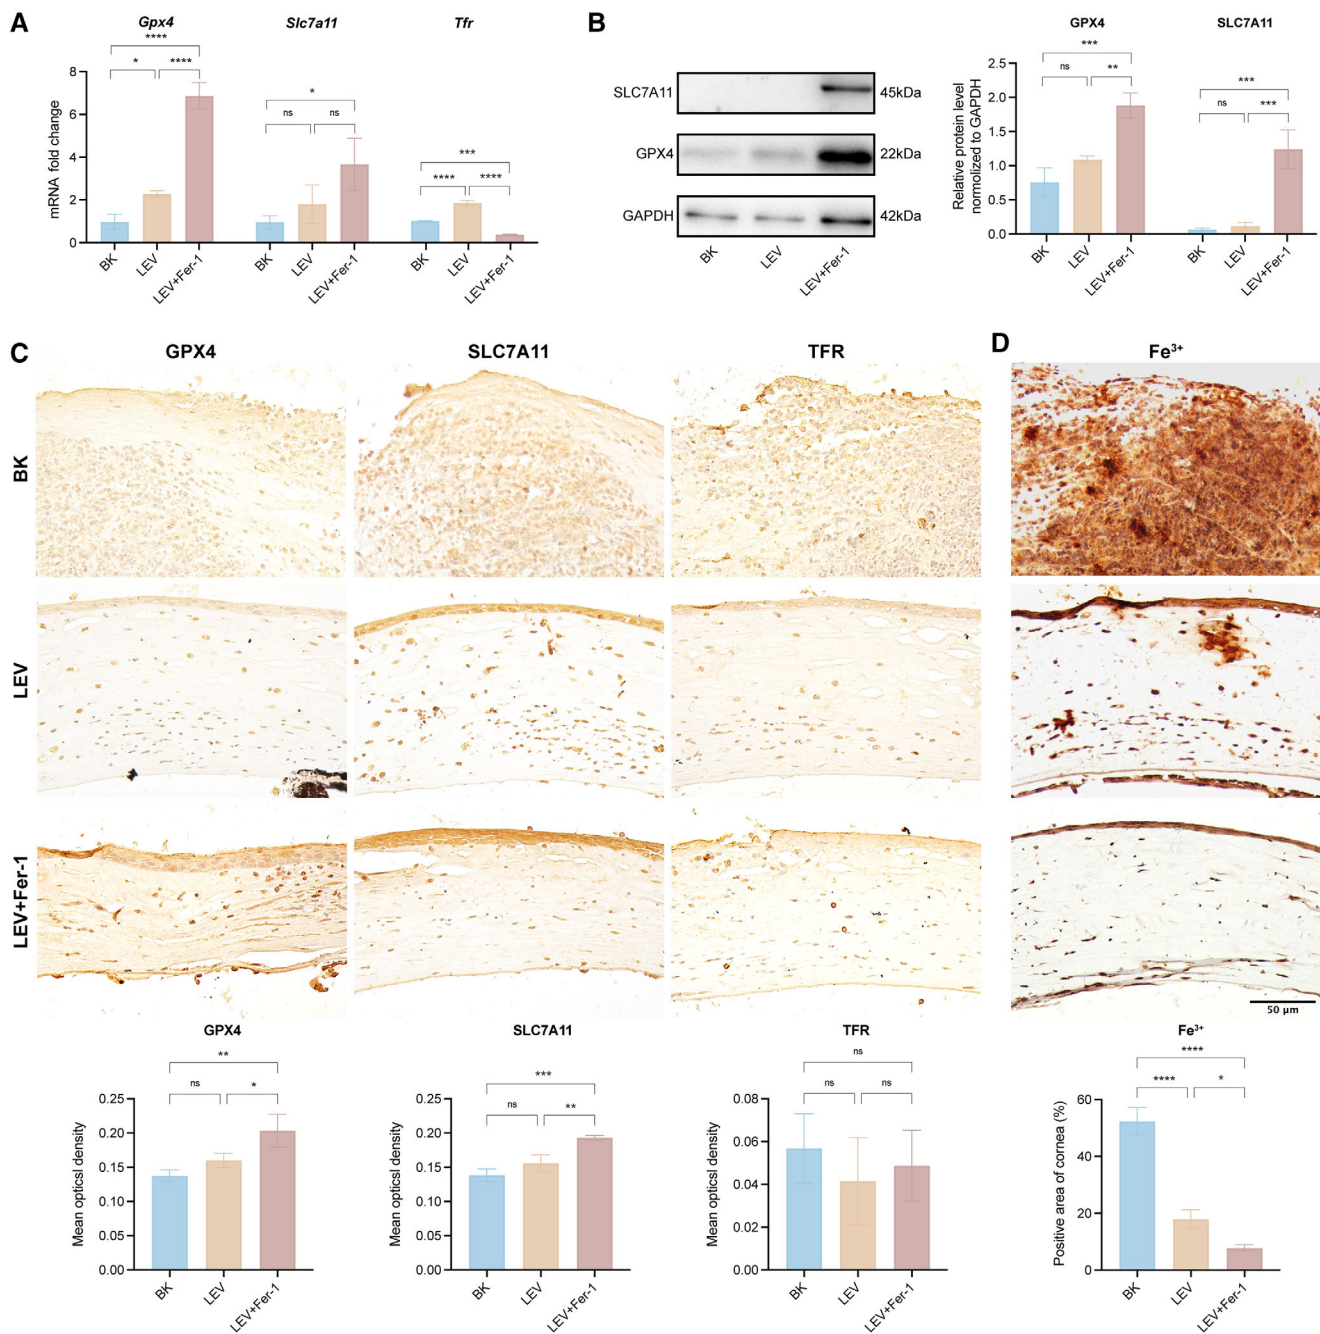 A
Gpx4
Slc7a11
Tfr
****
*
****
*
ns
ns
***
****
****
mRNA fold change
8
6
4
2
0
BK
LEV
LEV+Fer-1
BK
LEV
LEV+Fer-1
BK
LEV
LEV+Fer-1
B
SLC7A11
45kDa
GPX4
22kDa
GAPDH
42kDa
BK
LEV
LEV+Fer-1
GPX4
SLC7A11
***
ns
**
***
ns
***
Relative protein level
normolized to GAPDH
2.5
2.0
1.5
1.0
0.5
0.0
BK
LEV
LEV+Fer-1
BK
LEV
LEV+Fer-1
C
GPX4
SLC7A11
TFR
D
Fe³⁺
BK
LEV
LEV+Fer-1
50 μm
GPX4
**
ns
*
Mean opticsl density
0.25
0.20
0.15
0.10
0.05
0.00
BK
LEV
LEV+Fer-1
SLC7A11
***
ns
**
Mean opticsl density
0.25
0.20
0.15
0.10
0.05
0.00
BK
LEV
LEV+Fer-1
TFR
ns
ns
ns
Mean opticsl density
0.08
0.06
0.04
0.02
0.00
BK
LEV
LEV+Fer-1
Fe³⁺
****
****
*
Positive area of cornea (%)
60
40
20
0
BK
LEV
LEV+Fer-1